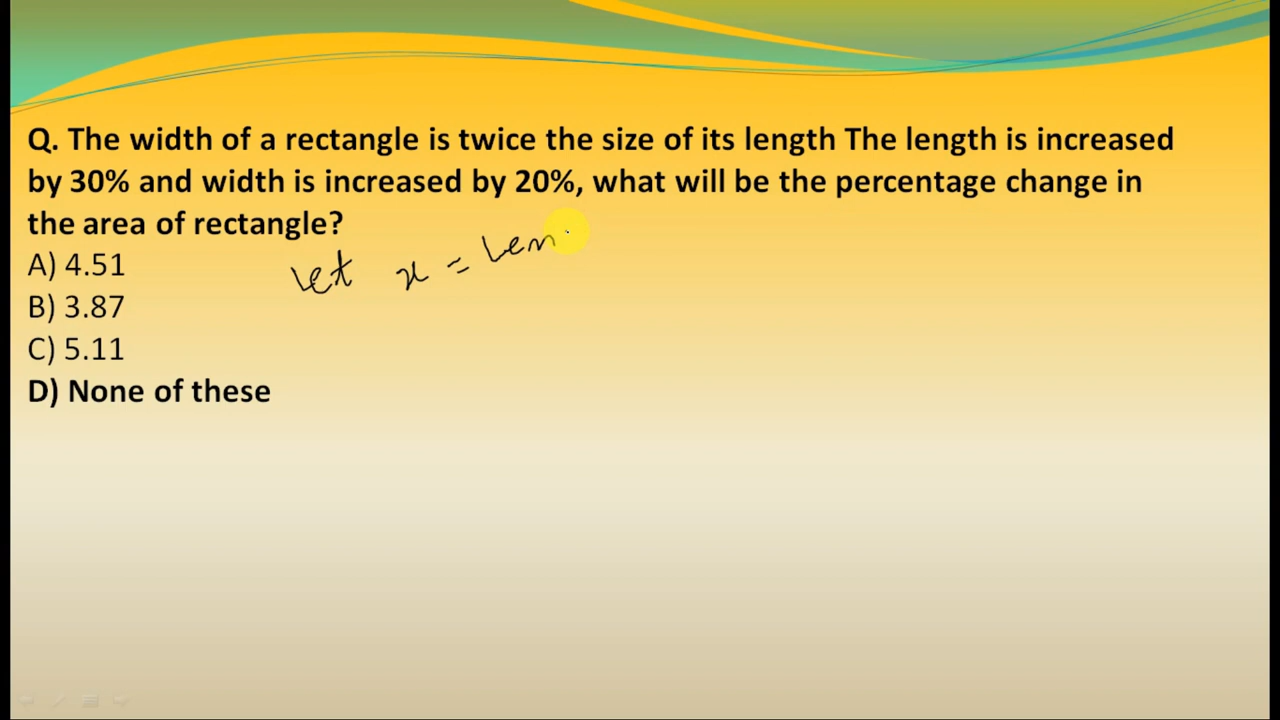 Q. The width of a rectangle is twice the size of its length The length is increased
by 30% and width is increased by 20%, what will be the percentage change in
the area of rectangle?
A) 4.51
B) 3.87
C) 5.11
D) None of these
let x = Len